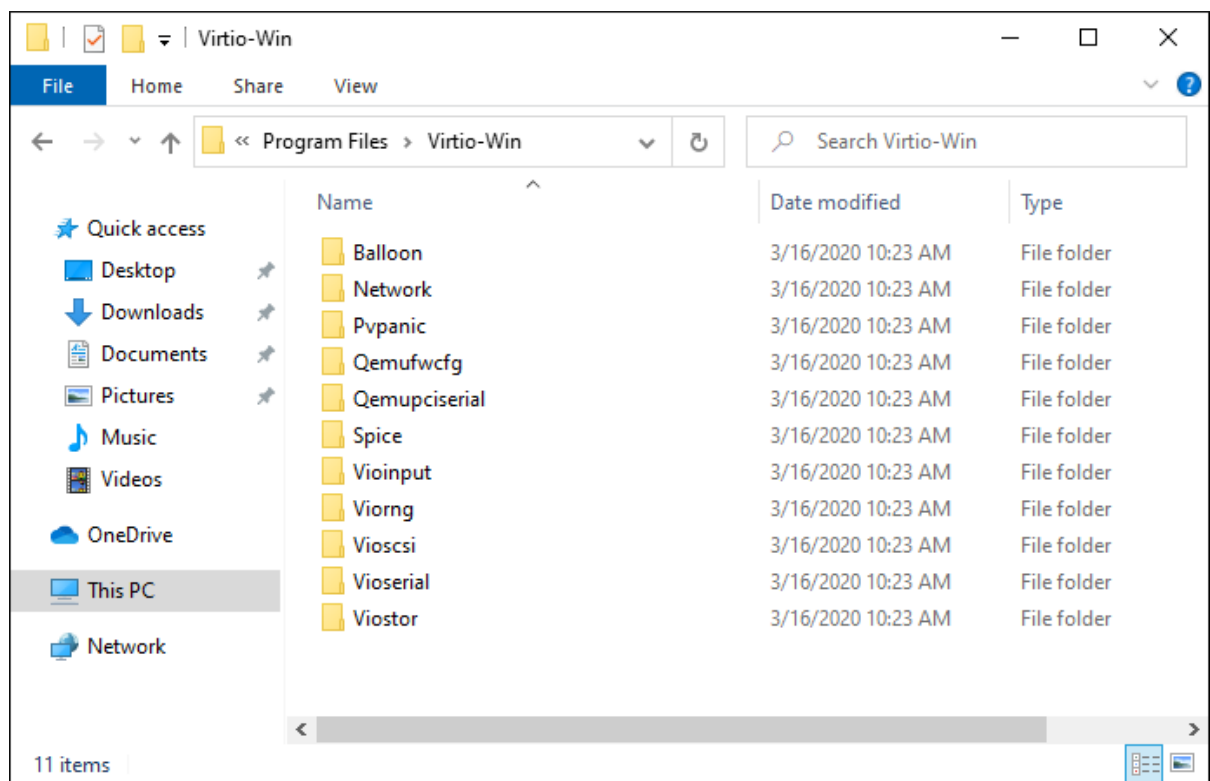 Virtio-Win
File Home Share View
« Program Files > Virtio-Win Search Virtio-Win
Name Date modified Type
Quick access
Desktop
Downloads
Documents
Pictures
Music
Videos
OneDrive
This PC
Network
Balloon 3/16/2020 10:23 AM File folder
Network 3/16/2020 10:23 AM File folder
Pvpanic 3/16/2020 10:23 AM File folder
Qemufwcfg 3/16/2020 10:23 AM File folder
Qemupciserial 3/16/2020 10:23 AM File folder
Spice 3/16/2020 10:23 AM File folder
Vioinput 3/16/2020 10:23 AM File folder
Viorng 3/16/2020 10:23 AM File folder
Vioscsi 3/16/2020 10:23 AM File folder
Vioserial 3/16/2020 10:23 AM File folder
Viostor 3/16/2020 10:23 AM File folder
11 items